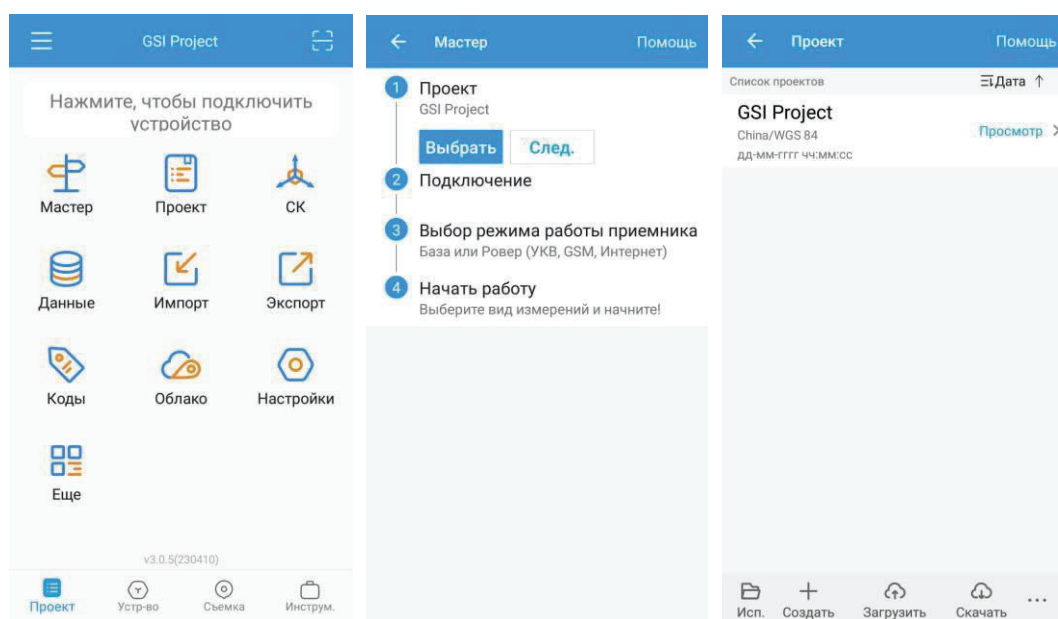 GSI Project
Нажмите, чтобы подключить
устройство
Мастер
Проект
СК
Данные
Импорт
Экспорт
Коды
Облако
Настройки
Еще
v3.0.5(230410)
Проект
Устр-во
Съемка
Инструм.
Мастер
Помощь
1
Проект
GSI Project
Выбрать
След.
2
Подключение
3
Выбор режима работы приемника
База или Ровер (УКВ, GSM, Интернет)
4
Начать работу
Выберите вид измерений и начните!
Проект
Помощь
Список проектов
Дата ↑
GSI Project
China/WGS 84
Просмотр
дд-мм-гггг чч:мм:сс
Исп.
Создать
Загрузить
Скачать
...